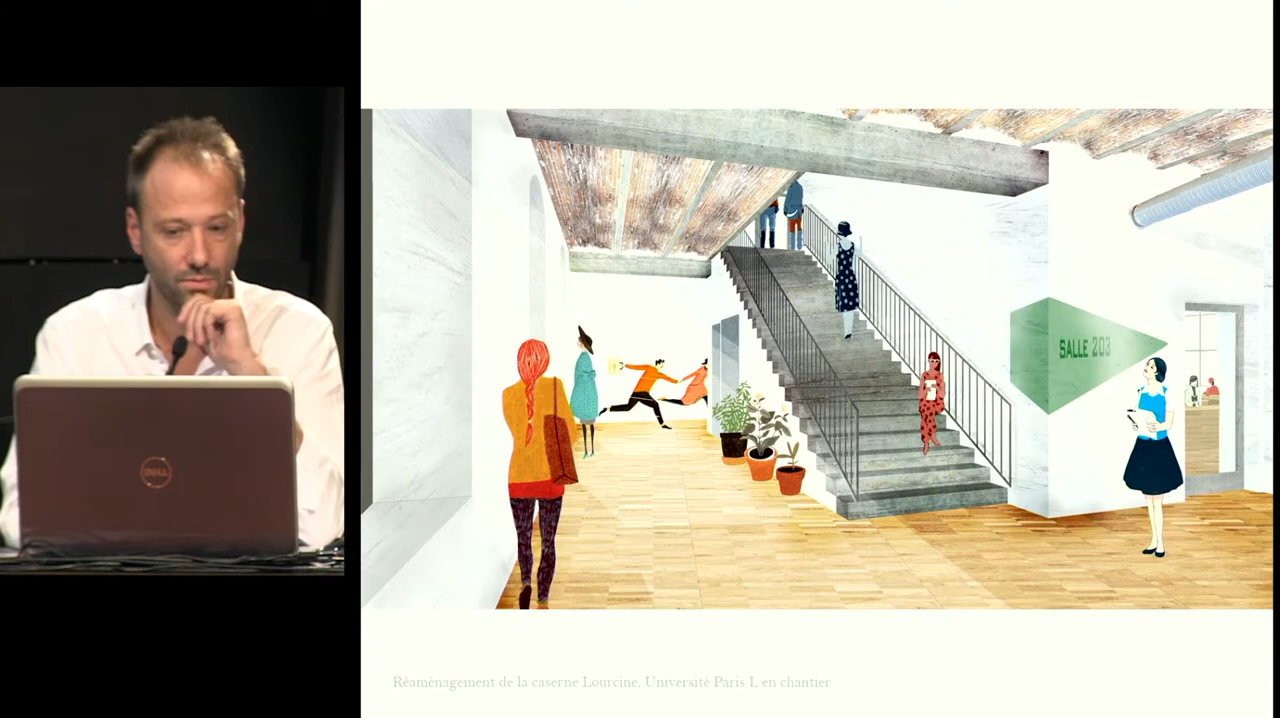 DELL
SALLE 203
Réaménagement de la caserne Lourcine, Université Paris I, en chantier